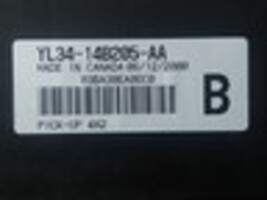 YL34-14B205-AA
MADE IN CANADA 06/12/2000
B
PICK-UP 4X2